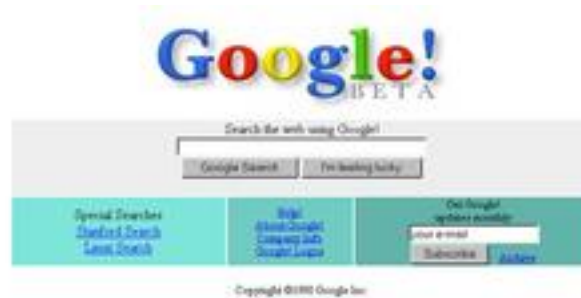 Google!
BETA
Search the web using Google!
Google Search
I'm feeling lucky
Special Searches
Stanford Search
Linux Search
Help!
About Google!
Company Info
Google! Logos
Get Google!
updates monthly
your e-mail
Subscribe
Archive
Copyright ©1998 Google Inc.